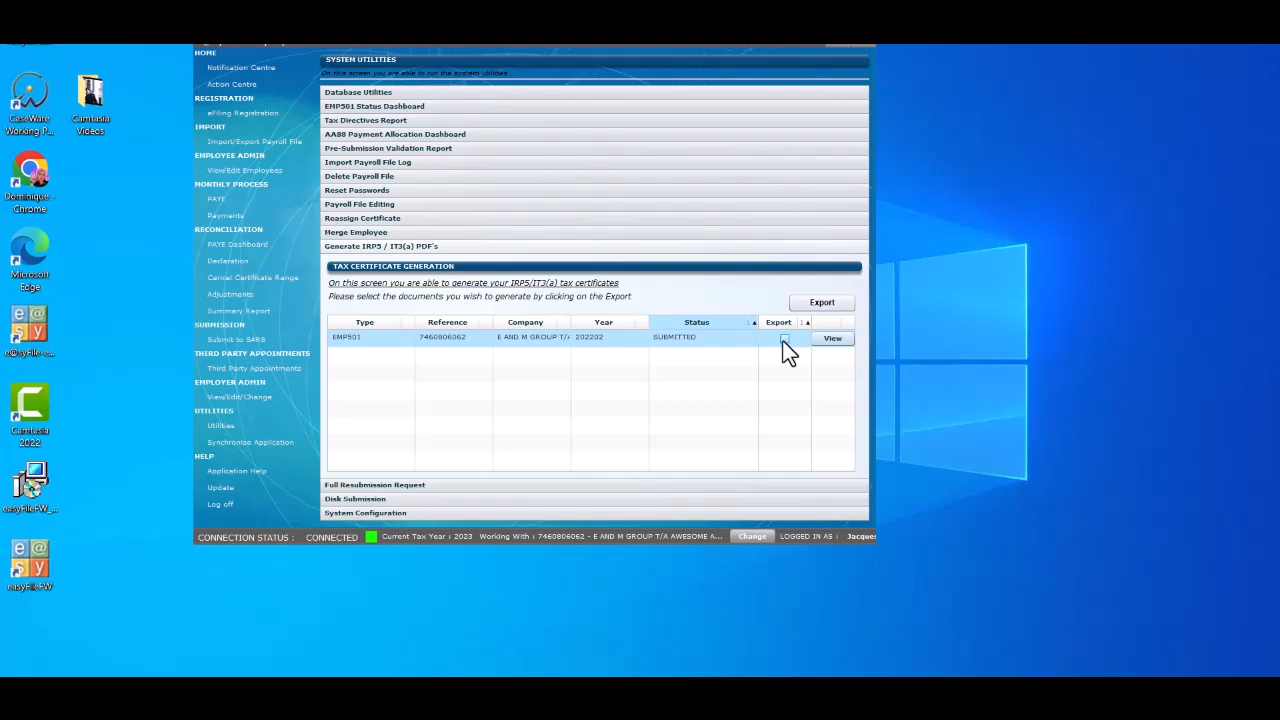 CaseWare
Working P...
Camtasia
Videos
Dominique -
Chrome
Microsoft
Edge
e@syFile-e...
Camtasia
2022
easyFileFW_...
easyFileFW
HOME
Notification Centre
Action Centre
REGISTRATION
eFiling Registration
IMPORT
Import/Export Payroll File
EMPLOYEE ADMIN
View/Edit Employees
MONTHLY PROCESS
PAYE
Payments
RECONCILIATION
PAYE Dashboard
Declaration
Cancel Certificate Range
Adjustments
Summary Report
SUBMISSION
Submit to SARS
THIRD PARTY APPOINTMENTS
Third Party Appointments
EMPLOYER ADMIN
View/Edit/Change
UTILITIES
Utilities
Synchronise Application
HELP
Application Help
Update
Log off
SYSTEM UTILITIES
On this screen you are able to run the system utilities
Database Utilities
EMP501 Status Dashboard
Tax Directives Report
AA88 Payment Allocation Dashboard
Pre-Submission Validation Report
Import Payroll File Log
Delete Payroll File
Reset Passwords
Payroll File Editing
Reassign Certificate
Merge Employee
Generate IRP5 / IT3(a) PDF's
TAX CERTIFICATE GENERATION
On this screen you are able to generate your IRP5/IT3(a) tax certificates
Please select the documents you wish to generate by clicking on the Export
Export
Type Reference Company Year Status 1 Export 1
EMP501 7460806062 E AND M GROUP T/A 202202 SUBMITTED View
Full Resubmission Request
Disk Submission
System Configuration
CONNECTION STATUS : CONNECTED Current Tax Year : 2023 Working With : 7460806062 - E AND M GROUP T/A AWESOME A... Change LOGGED IN AS : Jacques